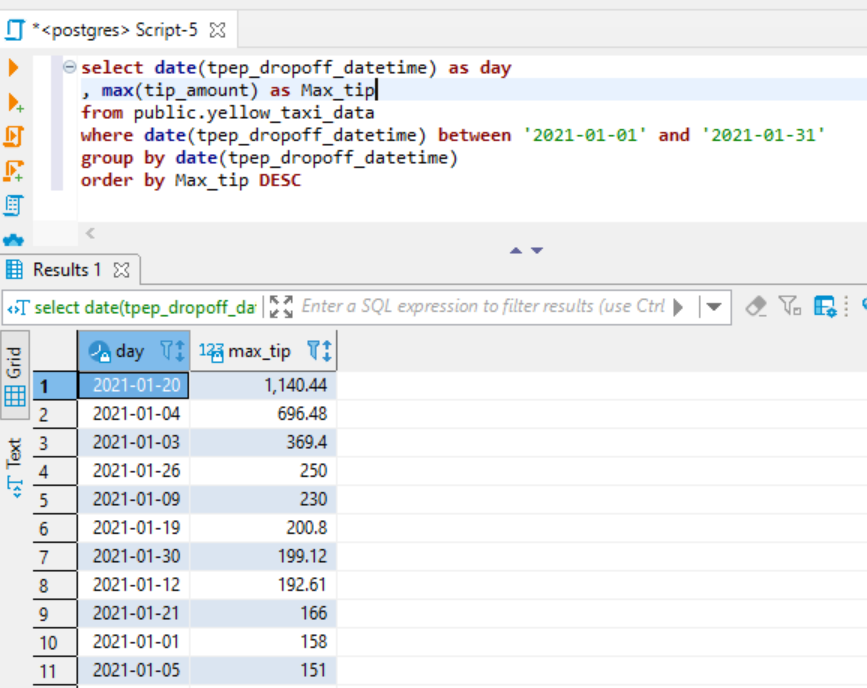 *<postgres> Script-5
select date(tpep_dropoff_datetime) as day
, max(tip_amount) as Max_tip
from public.yellow_taxi_data
where date(tpep_dropoff_datetime) between '2021-01-01' and '2021-01-31'
group by date(tpep_dropoff_datetime)
order by Max_tip DESC
Results 1
select date(tpep_dropoff_da Enter a SQL expression to filter results (use Ctrl
Grid
Text
day 123 max_tip
1 2021-01-20 1,140.44
2 2021-01-04 696.48
3 2021-01-03 369.4
4 2021-01-26 250
5 2021-01-09 230
6 2021-01-19 200.8
7 2021-01-30 199.12
8 2021-01-12 192.61
9 2021-01-21 166
10 2021-01-01 158
11 2021-01-05 151